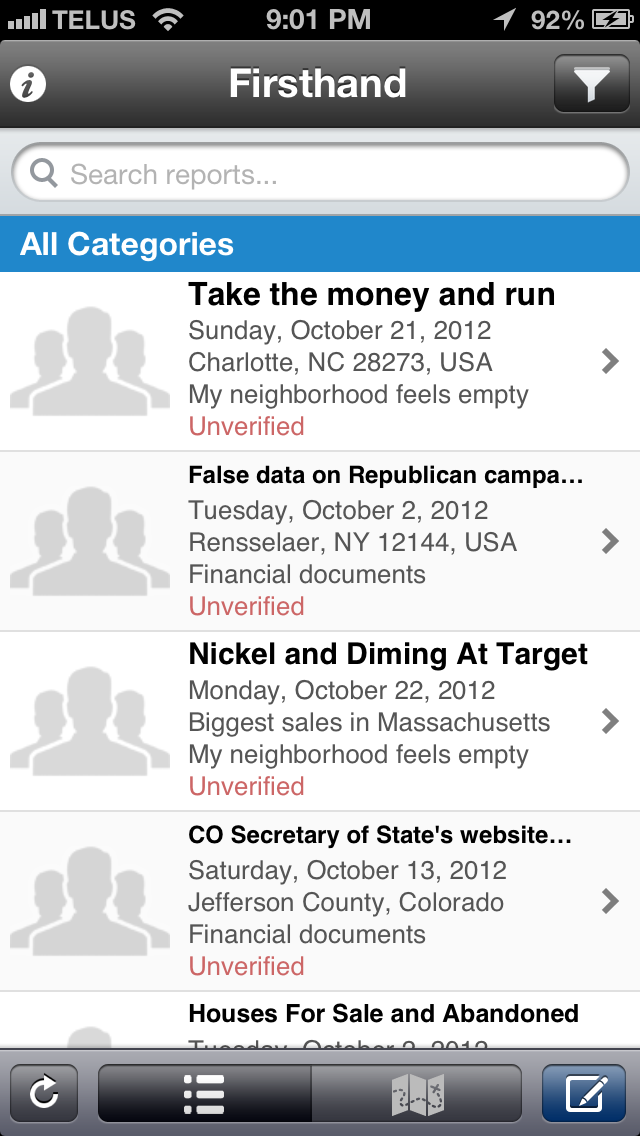 TELUS 9:01 PM 92%
Firsthand
Search reports...
All Categories
Take the money and run
Sunday, October 21, 2012
Charlotte, NC 28273, USA
My neighborhood feels empty
Unverified
False data on Republican campa...
Tuesday, October 2, 2012
Rensselaer, NY 12144, USA
Financial documents
Unverified
Nickel and Diming At Target
Monday, October 22, 2012
Biggest sales in Massachusetts
My neighborhood feels empty
Unverified
CO Secretary of State's website...
Saturday, October 13, 2012
Jefferson County, Colorado
Financial documents
Unverified
Houses For Sale and Abandoned
Tuesday, October 2, 2012